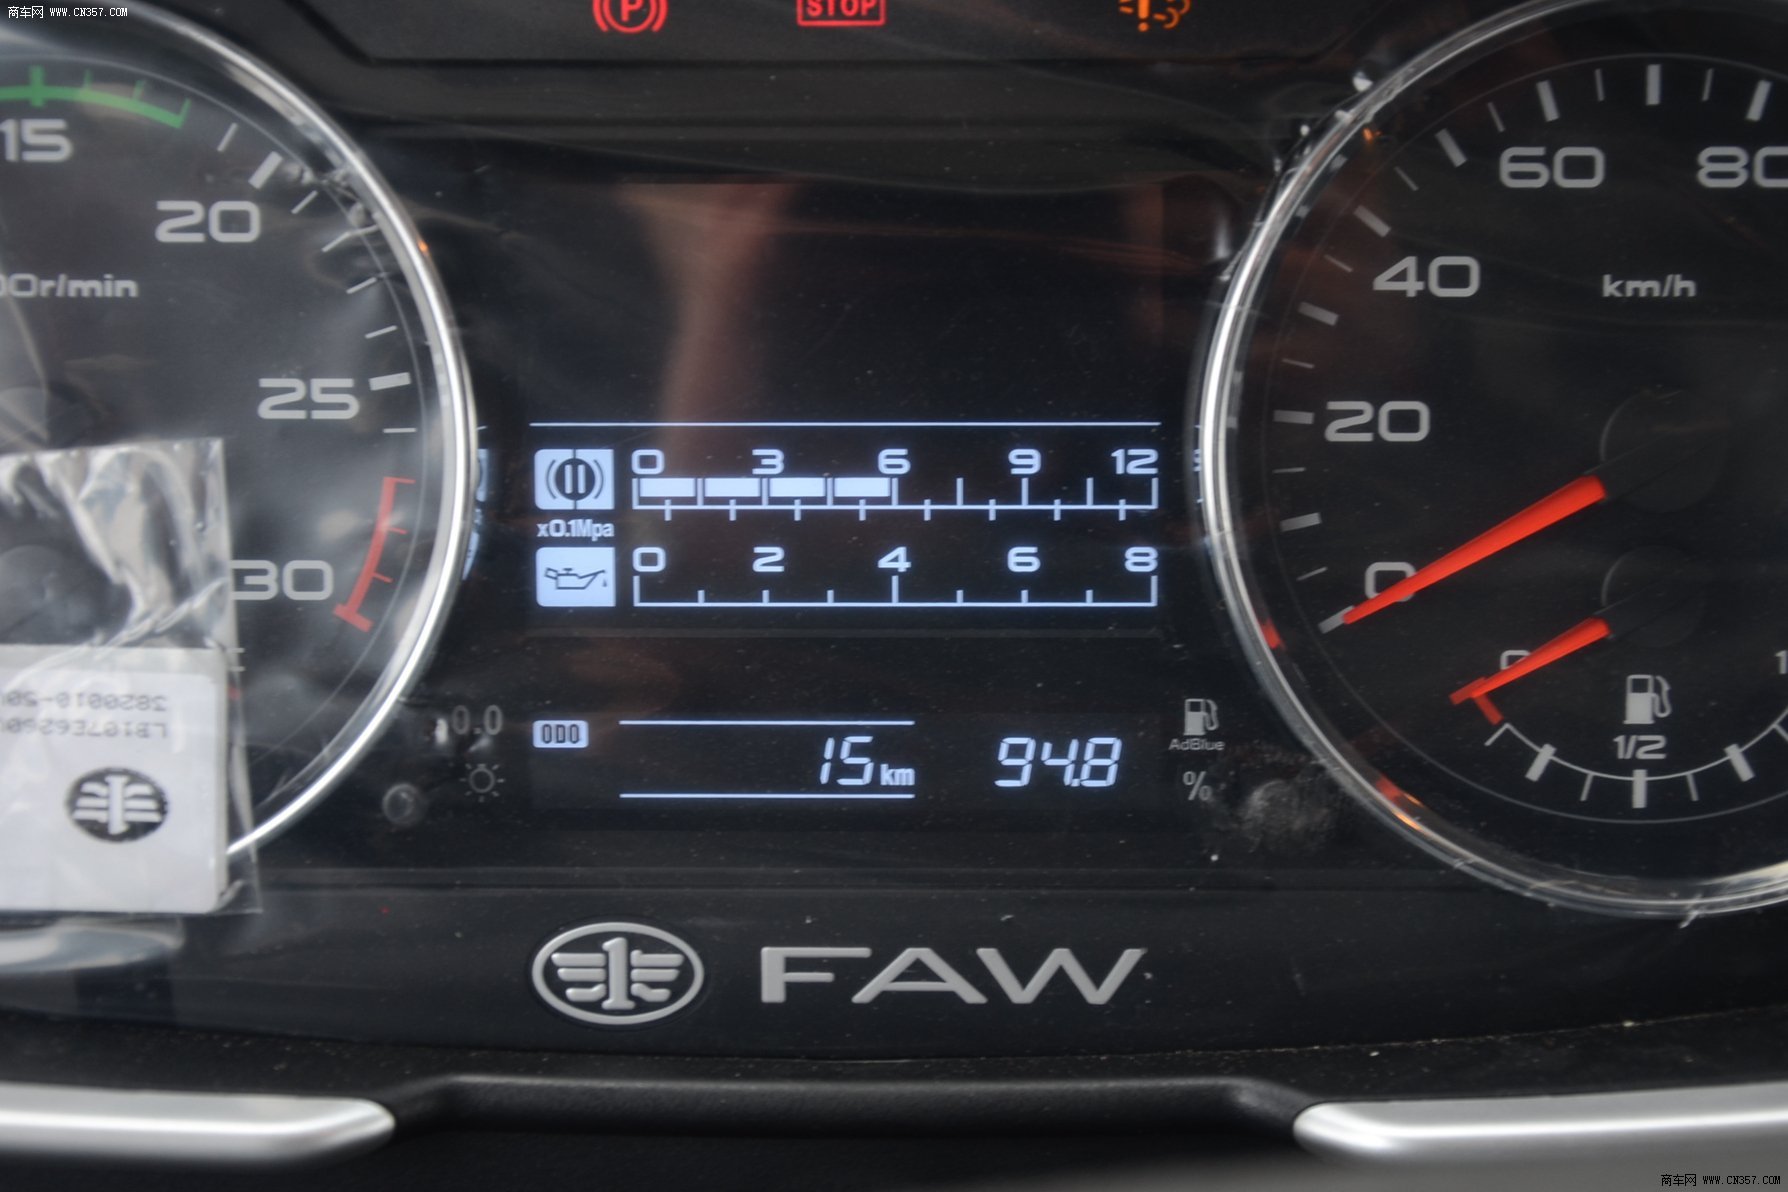 商车网 WWW.CN357.COM
P
STOP
15
20
00r/min
25
30
0 3 6 9 12
x0.1Mpa
0 2 4 6 8
ODO
15km
94.8
0.0
AdBlue
%
80
60
40
km/h
20
0
0
1/2
1
FAW
商车网 WWW.CN357.COM